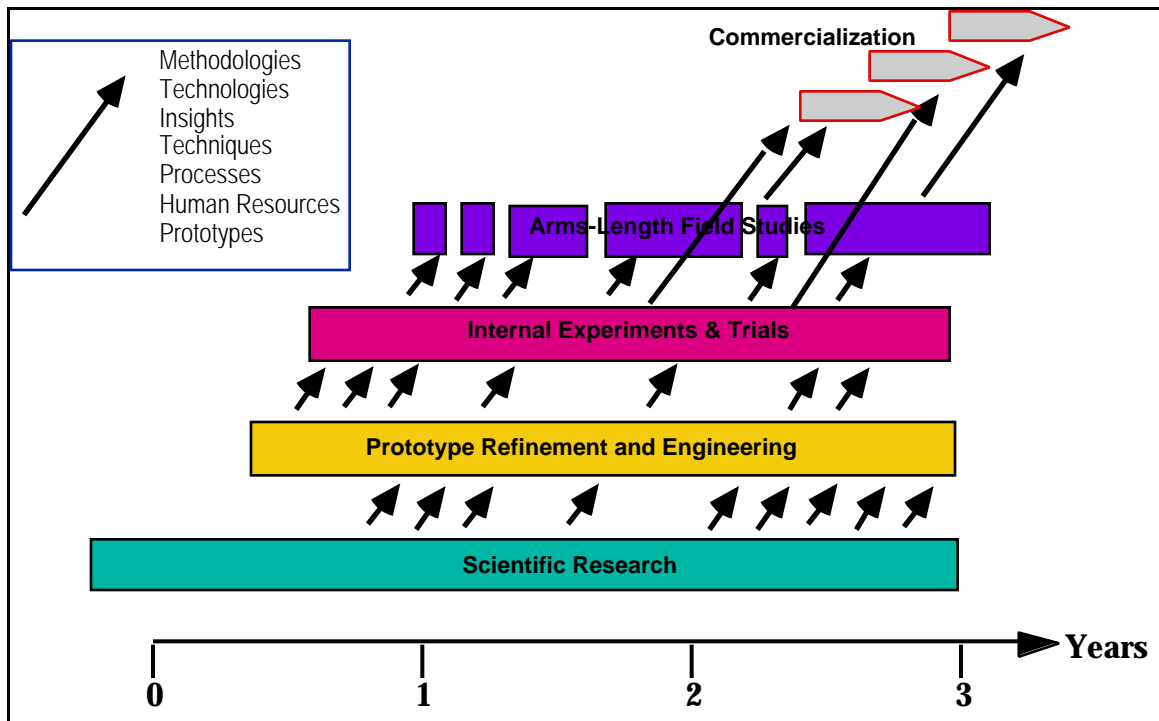 Commercialization
Methodologies
Technologies
Insights
Techniques
Processes
Human Resources
Prototypes
Arms-Length Field Studies
Internal Experiments & Trials
Prototype Refinement and Engineering
Scientific Research
Years
0 1 2 3